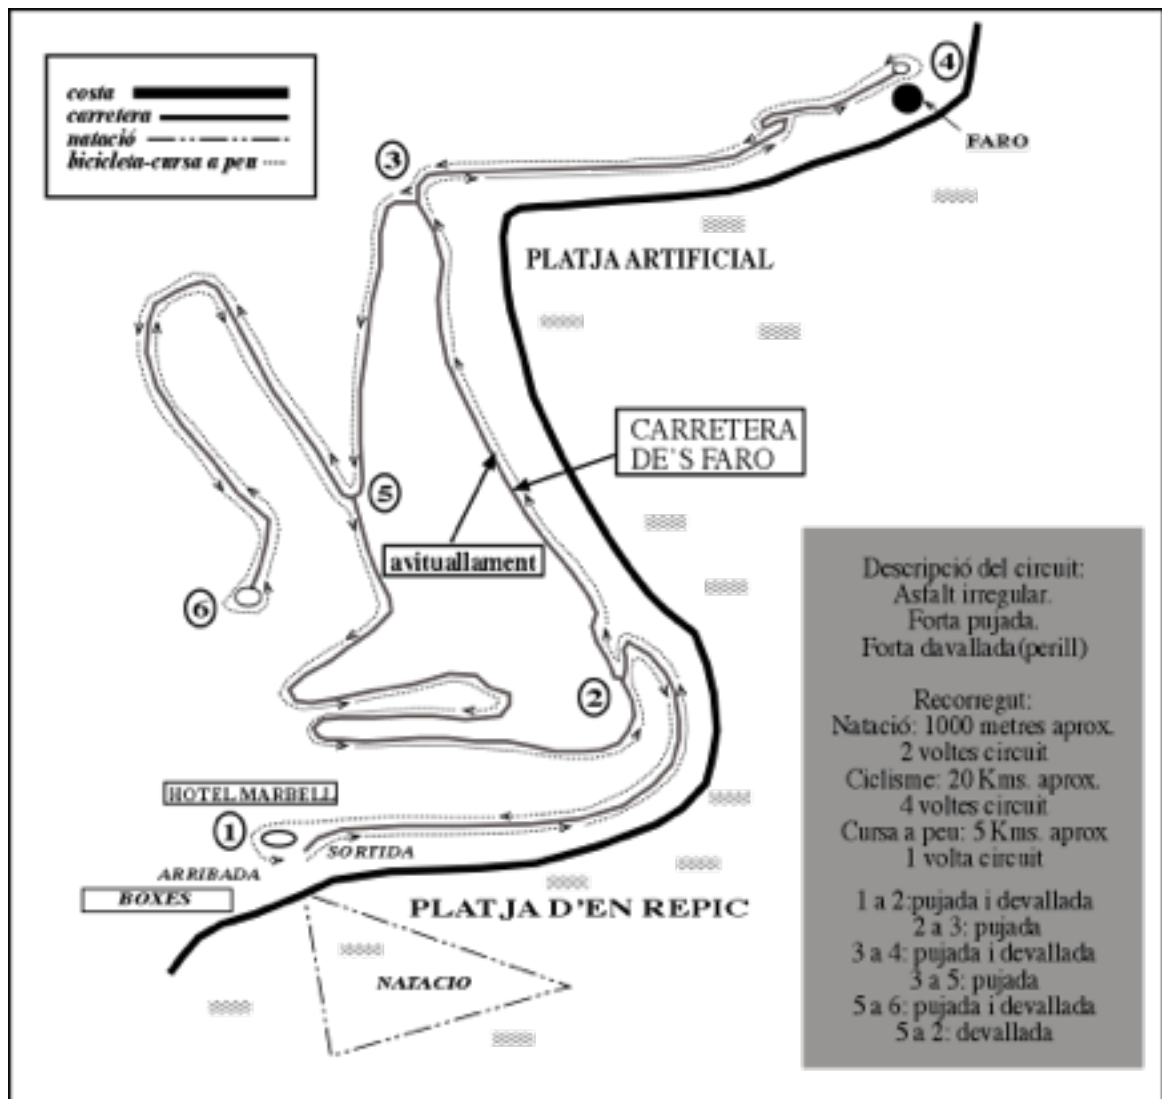 costa
carretera
natació
bicicleta-cursa a peu
4
FARO
3
PLATJA ARTIFICIAL
CARRETERA
DE'S FARO
5
avituallament
6
2
Descripció del circuit:
Asfalt irregular.
Forta pujada.
Forta davallada(perill)
Recorregut:
Natació: 1000 metres aprox.
2 voltes circuit
Ciclisme: 20 Kms. aprox.
4 voltes circuit
Cursa a peu: 5 Kms. aprox
1 volta circuit
1 a 2:pujada i devallada
2 a 3: pujada
3 a 4: pujada i devallada
3 a 5: pujada
5 a 6: pujada i devallada
5 a 2: devallada
HOTEL MARBELL
1
SORTIDA
ARRIBADA
BOXES
PLATJA D'EN REPIC
NATACIO